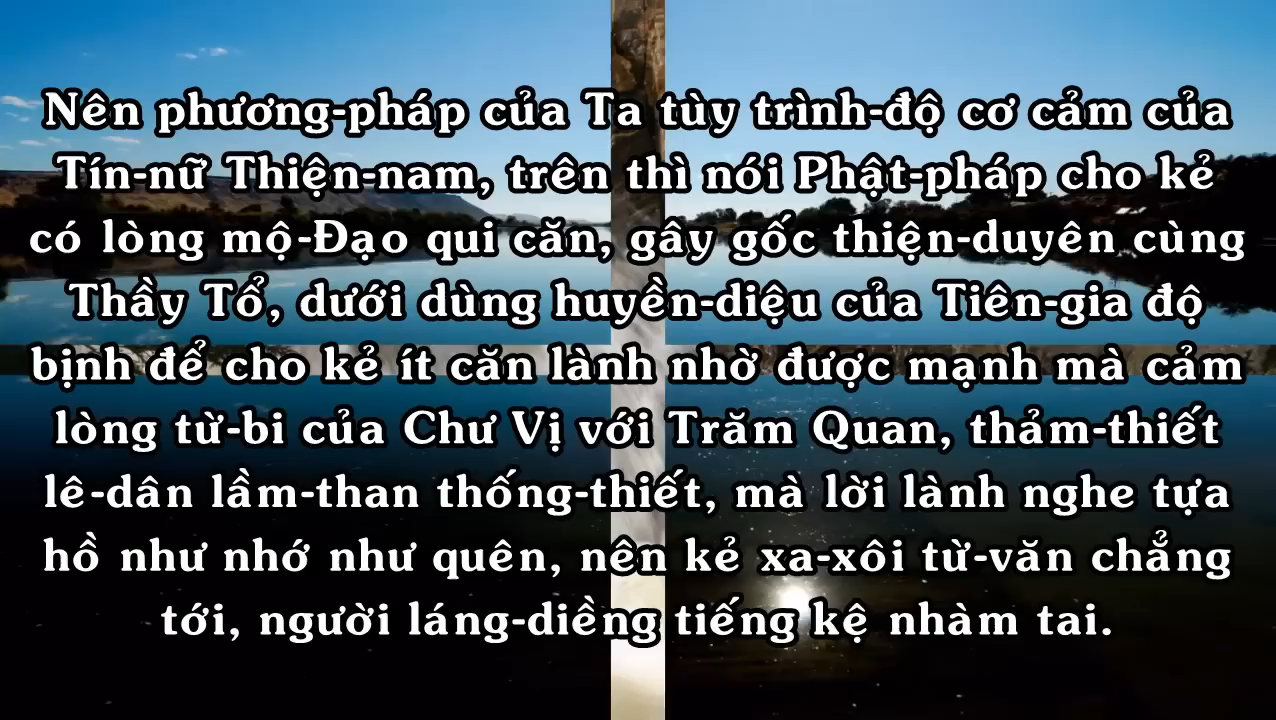 Nên phương-pháp của Ta tùy trình-độ cơ cảm của
Tín-nữ Thiện-nam, trên thì nói Phật-pháp cho kẻ
có lòng mộ-Đạo qui căn, gây gốc thiện-duyên cùng
Thầy Tổ, dưới dùng huyền-diệu của Tiên-gia độ
bịnh để cho kẻ ít căn lành nhờ được mạnh mà cảm
lòng từ-bi của Chư Vị với Trăm Quan, thảm-thiết
lê-dân lầm-than thống-thiết, mà lời lành nghe tựa
hồ như nhớ như quên, nên kẻ xa-xôi từ-văn chẳng
tới, người láng-diềng tiếng kệ nhàm tai.